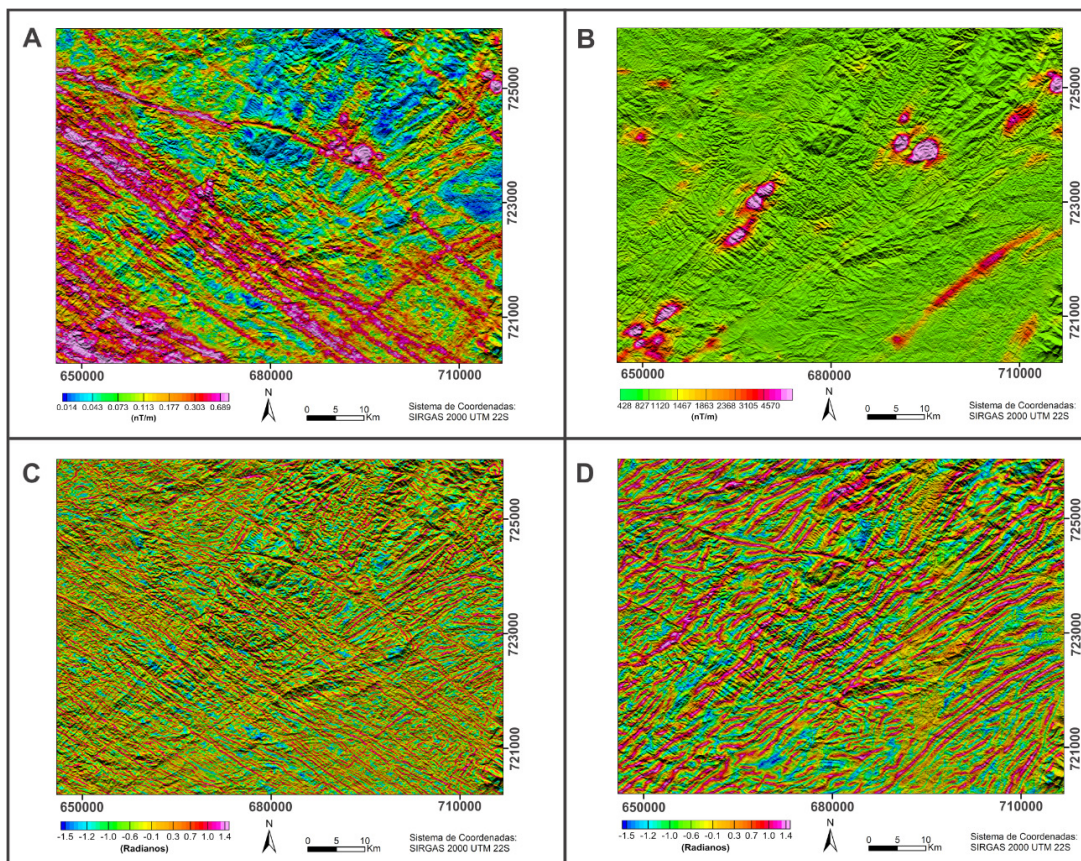 A
725000
723000
721000
650000
680000
710000
0.014 0.043 0.073 0.113 0.177 0.303 0.689
(nT/m)
N
0 5 10
Km
Sistema de Coordenadas:
SIRGAS 2000 UTM 22S
B
725000
723000
721000
650000
680000
710000
428 827 1120 1467 1863 2368 3105 4570
(nT/m)
N
0 5 10
Km
Sistema de Coordenadas:
SIRGAS 2000 UTM 22S
C
725000
723000
721000
650000
680000
710000
-1.5 -1.2 -1.0 -0.6 -0.1 0.3 0.7 1.0 1.4
(Radianos)
N
0 5 10
Km
Sistema de Coordenadas:
SIRGAS 2000 UTM 22S
D
725000
723000
721000
650000
680000
710000
-1.5 -1.2 -1.0 -0.6 -0.1 0.3 0.7 1.0 1.4
(Radianos)
N
0 5 10
Km
Sistema de Coordenadas:
SIRGAS 2000 UTM 22S